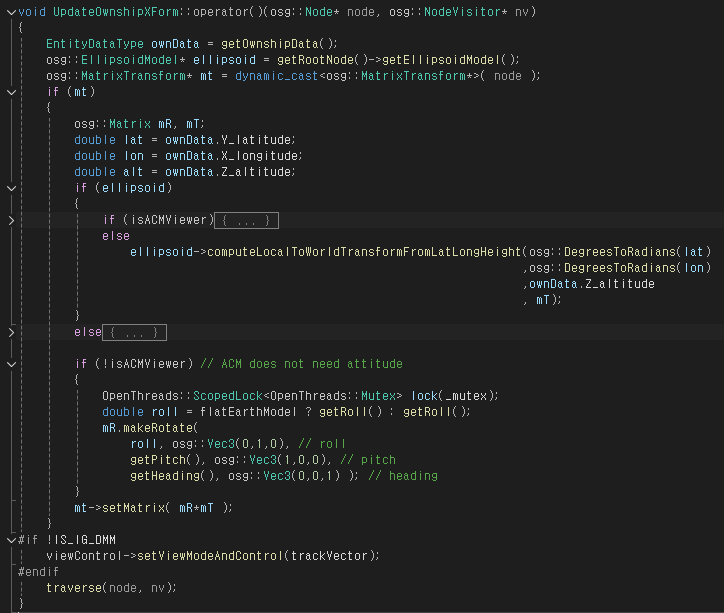 void UpdateOwnshipXForm::operator()(osg::Node* node, osg::NodeVisitor* nv)
{
    EntityDataType ownData = getOwnshipData();
    osg::EllipsoidModel* ellipsoid = getRootNode()->getEllipsoidModel();
    osg::MatrixTransform* mt = dynamic_cast<osg::MatrixTransform*>( node );
    if (mt)
    {
        osg::Matrix mR, mT;
        double lat = ownData.Y_latitude;
        double lon = ownData.X_longitude;
        double alt = ownData.Z_altitude;
        if (ellipsoid)
        {
            if (isACMViewer){ ... }
            else
                ellipsoid->computeLocalToWorldTransformFromLatLongHeight(osg::DegreesToRadians(lat)
                                                                        ,osg::DegreesToRadians(lon)
                                                                        ,ownData.Z_altitude
                                                                        , mT);
        }
        else{ ... }
        if (!isACMViewer) // ACM does not need attitude
        {
            OpenThreads::ScopedLock<OpenThreads::Mutex> lock(_mutex);
            double roll = flatEarthModel ? getRoll() : getRoll();
            mR.makeRotate(
                roll, osg::Vec3(0,1,0), // roll
                getPitch(), osg::Vec3(1,0,0), // pitch
                getHeading(), osg::Vec3(0,0,1) ); // heading
        }
        mt->setMatrix( mR*mT );
    }
#if !IS_IG_DMM
    viewControl->setViewModeAndControl(trackVector);
#endif
    traverse(node, nv);
}